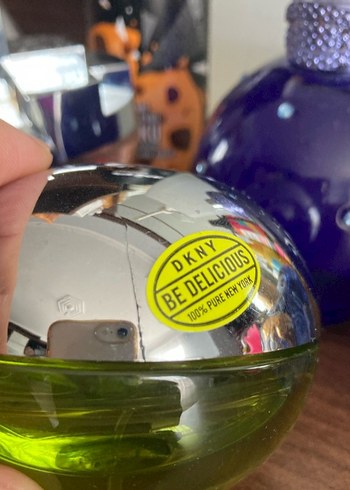 DKNY
BE DELICIOUS
100% PURE NEW YORK